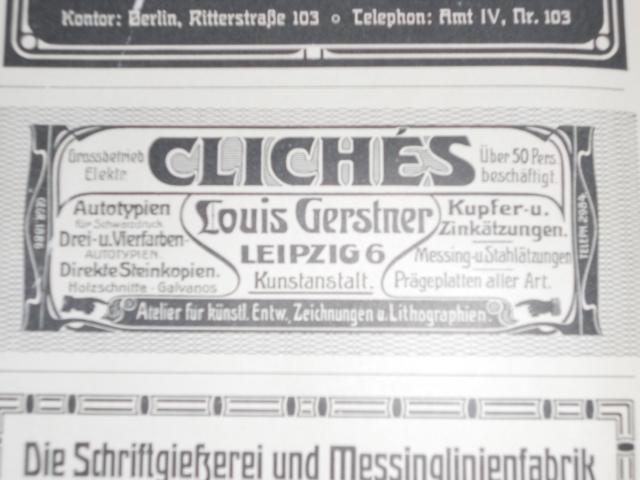 Kontor: Berlin, Ritterstraße 103 o Telephon: Amt IV, Nr. 103
CLICHÉS
Grossbetrieb
Elektr.
Über 50 Pers.
beschäftigt.
Autotypien
für Schwarzdruck.
Drei- u. Vierfarben-
AUTOTYPIEN.
Direkte Steinkopien.
Holzschnitte - Galvanos
Louis Gerstner
LEIPZIG 6
Kunstanstalt.
Kupfer- u.
Zinkätzungen.
Messing- u. Stahlätzungen
Prägeplatten aller Art.
Atelier für künstl. Entw., Zeichnungen u. Lithographien.
Die Schriftgießerei und Messinglinienfabrik